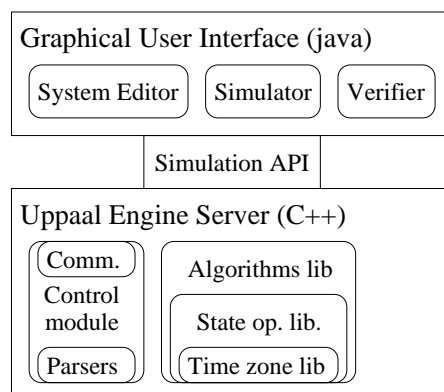 Graphical User Interface (java)
System Editor
Simulator
Verifier
Simulation API
Uppaal Engine Server (C++)
Comm.
Control
module
Parsers
Algorithms lib
State op. lib.
Time zone lib